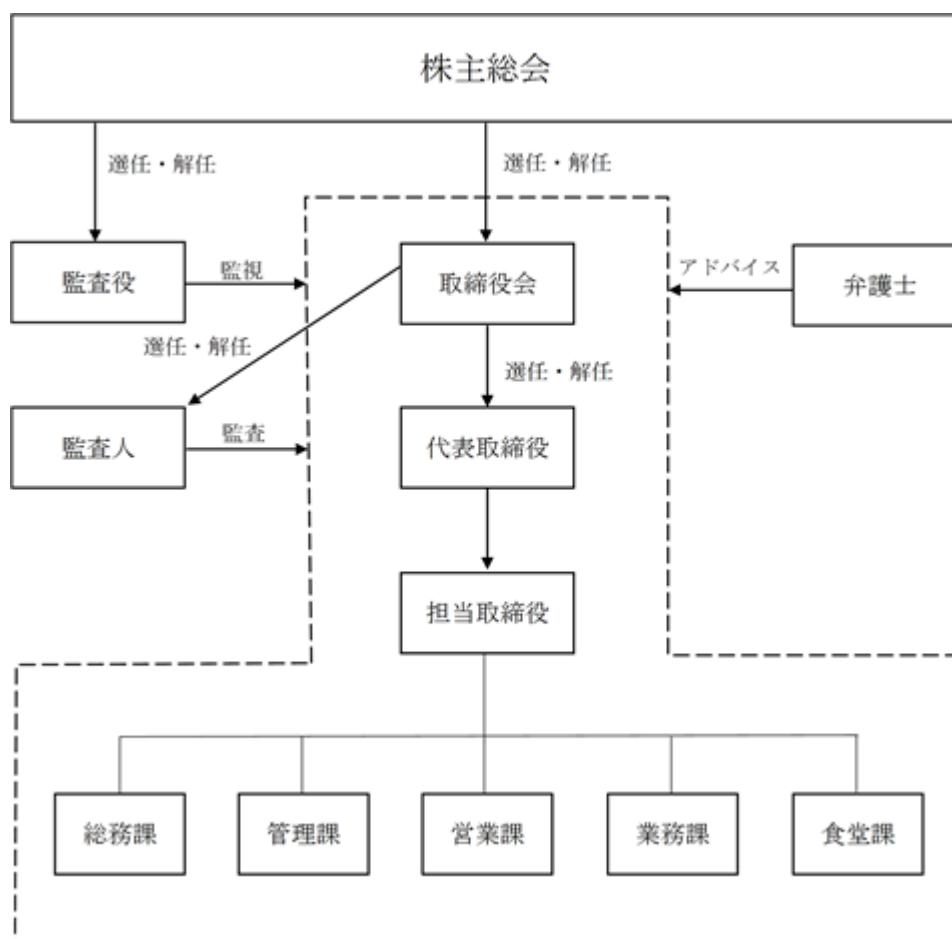 株主総会
選任・解任
選任・解任
監査役
監視
取締役会
アドバイス
弁護士
選任・解任
選任・解任
監査人
監査
代表取締役
担当取締役
総務課
管理課
営業課
業務課
食堂課